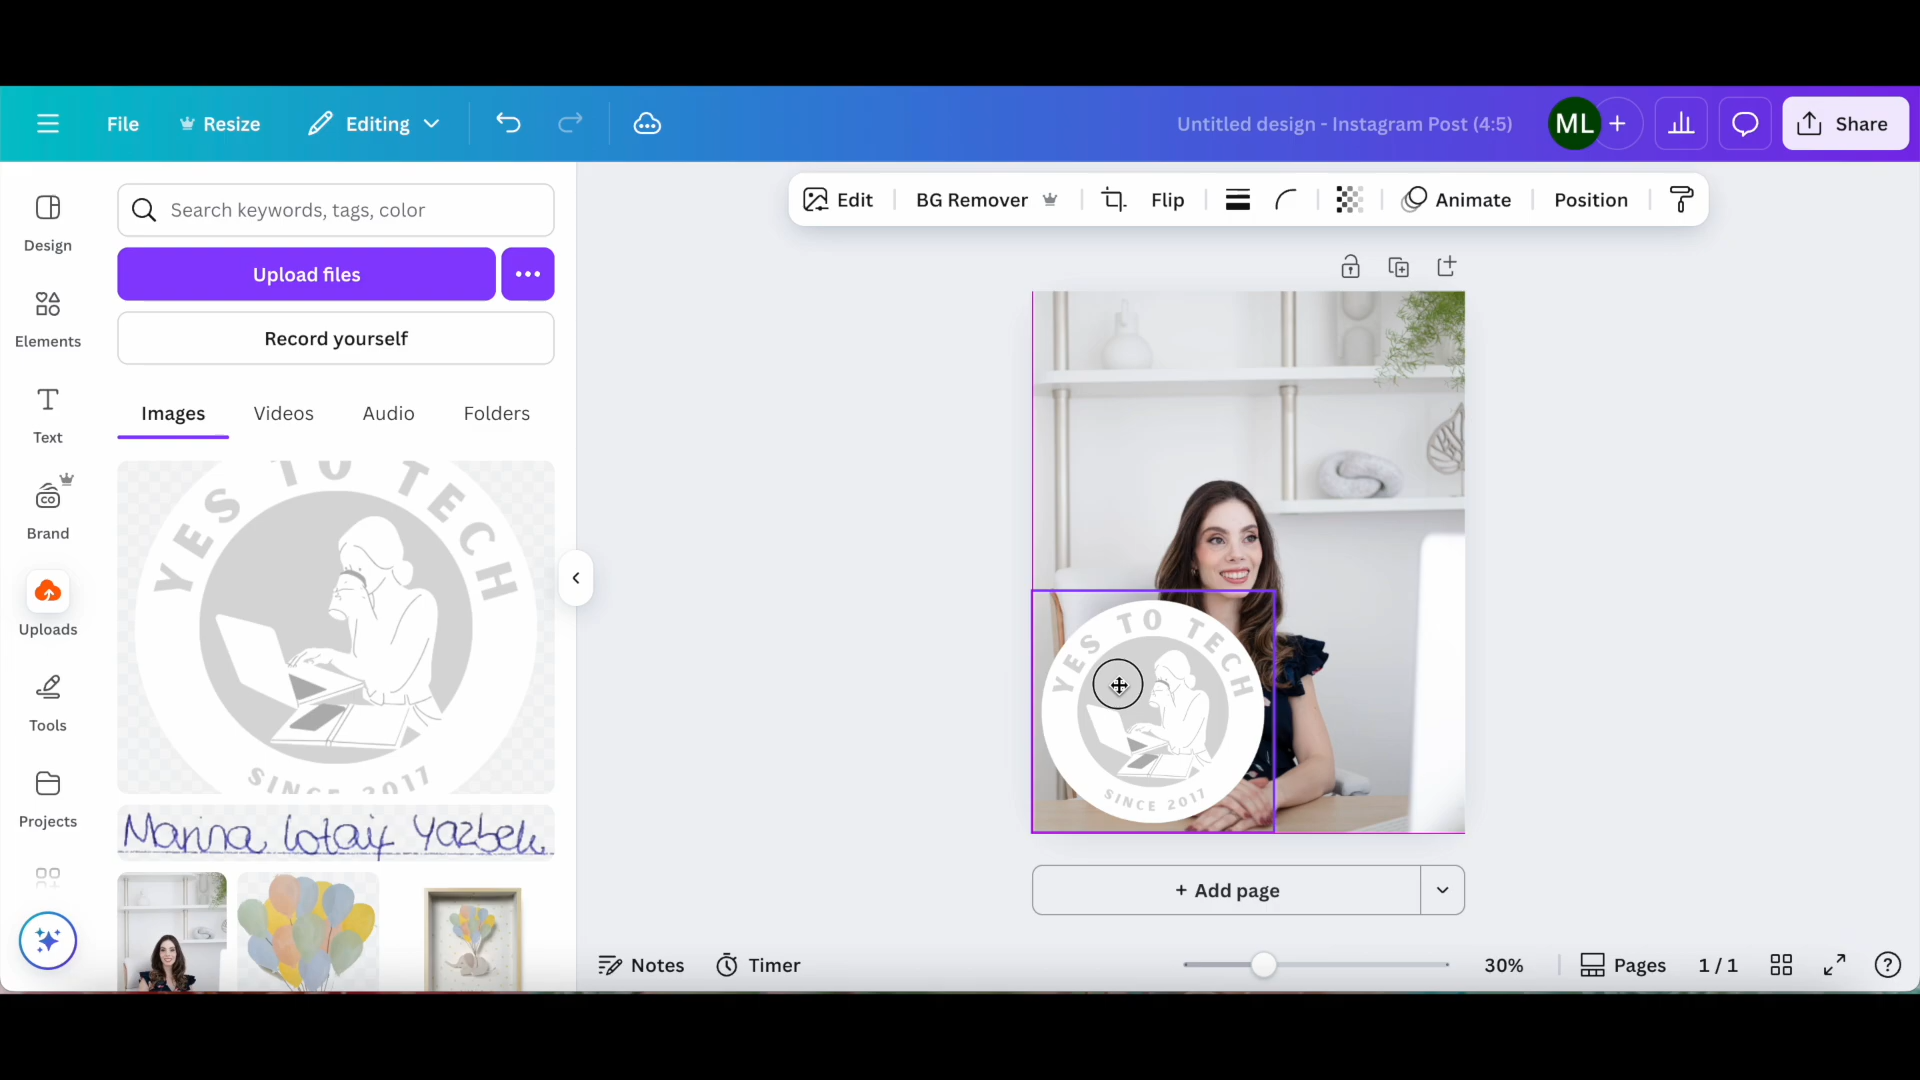 File Resize Editing Untitled design - Instagram Post (4:5) ML + Share
Design
Elements
Text
Brand
CO
Uploads
Tools
Projects
Search keywords, tags, color
Upload files
Record yourself
Images Videos Audio Folders
YES TO TECH
SINCE 2017
Marina Lotaif Yazbek
Edit BG Remover Flip Animate Position
YES TO TECH
SINCE 2017
+ Add page
Notes Timer 30% Pages 1 / 1 ?